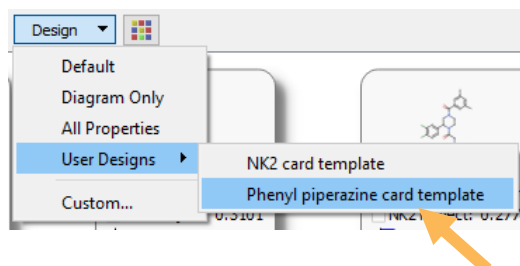 Design
Default
Diagram Only
All Properties
User Designs
NK2 card template
Phenyl piperazine card template
Custom...
0.3101